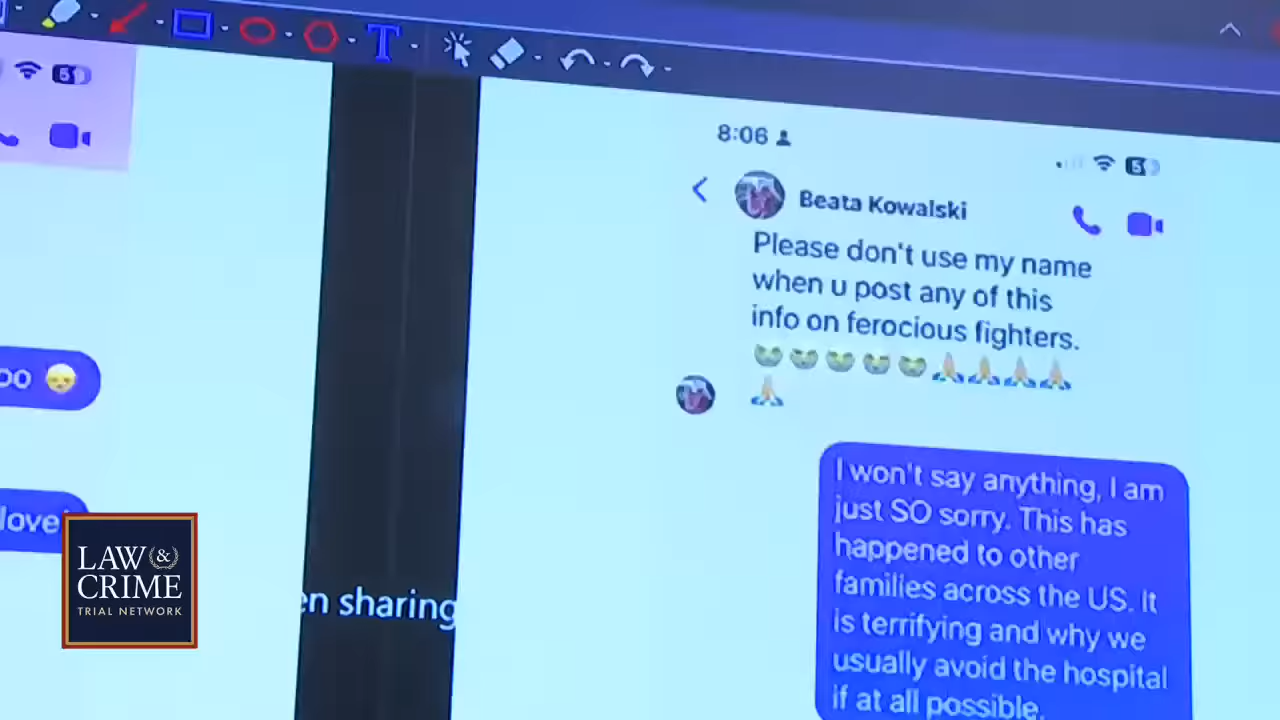 T
5
8:06
5
Beata Kowalski
Please don't use my name
when u post any of this
info on ferocious fighters.
I won't say anything, I am
just SO sorry. This has
happened to other
families across the US. It
is terrifying and why we
usually avoid the hospital
if at all possible.
oo
love
en sharing
LAW &
CRIME
TRIAL NETWORK